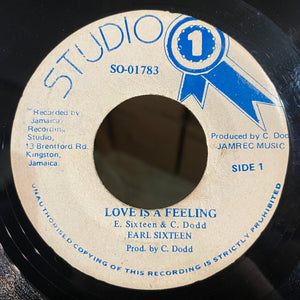 STUDIO 1
SO-01783
Recorded by
Jamaica
Recording
Studio,
13 Brentford Rd.
Kingston,
Jamaica.
Produced by C. Dodd
JAMREC MUSIC
SIDE 1
LOVE IS A FEELING
E. Sixteen & C. Dodd
EARL SIXTEEN
Prod. by C. Dodd
UNAUTHORISED COPYING OF THIS RECORDING IS STRICTLY PROHIBITED